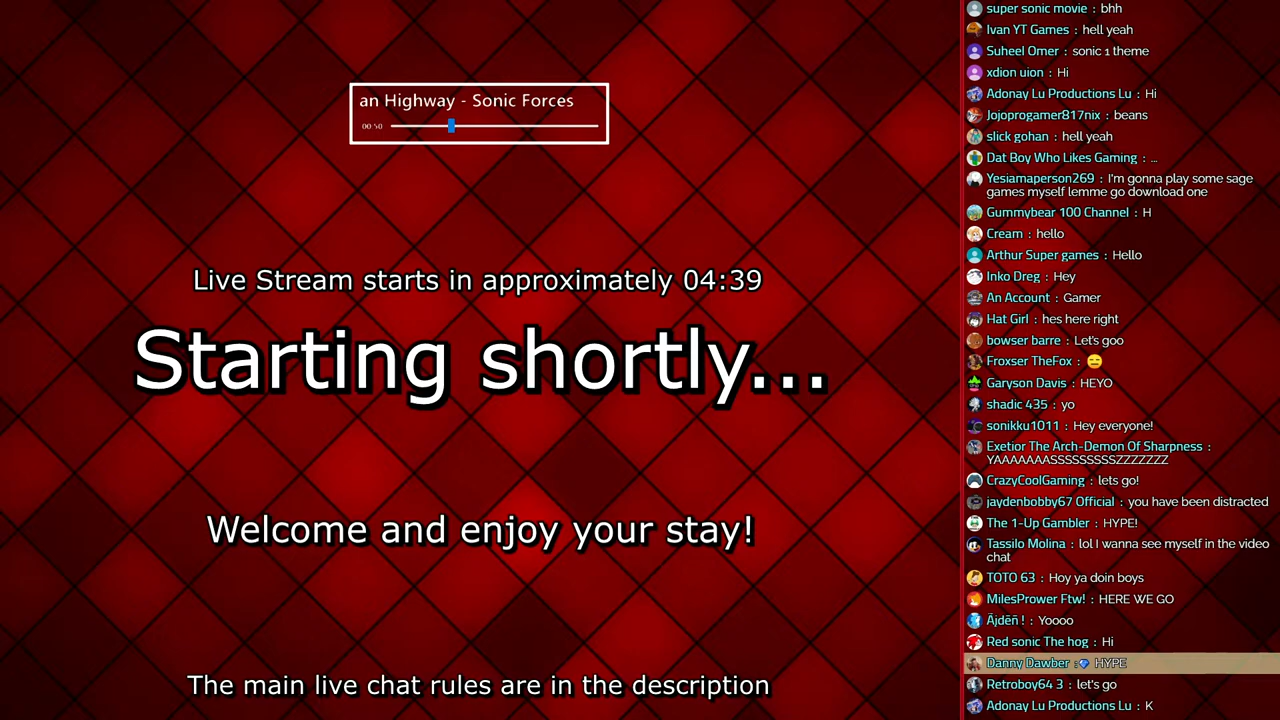 an Highway - Sonic Forces
00:50
Live Stream starts in approximately 04:39
Starting shortly...
Welcome and enjoy your stay!
The main live chat rules are in the description
super sonic movie : bhh
Ivan YT Games : hell yeah
Suheel Omer : sonic 1 theme
xdion uion : Hi
Adonay Lu Productions Lu : Hi
Jojoprogamer817nix : beans
slick gohan : hell yeah
Dat Boy Who Likes Gaming : ...
Yesiamaperson269 : I'm gonna play some sage
games myself lemme go download one
Gummybear 100 Channel : H
Cream : hello
Arthur Super games : Hello
Inko Dreg : Hey
An Account : Gamer
Hat Girl : hes here right
bowser barre : Let's goo
Froxser TheFox : 😑
Garyson Davis : HEYO
shadic 435 : yo
sonikku1011 : Hey everyone!
Exetior The Arch-Demon Of Sharpness :
YAAAAAAASSSSSSSSSZZZZZZZ
CrazyCoolGaming : lets go!
jaydenbobby67 Official : you have been distracted
The 1-Up Gambler : HYPE!
Tassilo Molina : lol I wanna see myself in the video
chat
TOTO 63 : Hoy ya doin boys
MilesPrower Ftw! : HERE WE GO
Äjdēñ ! : Yoooo
Red sonic The hog : Hi
Danny Dawber :💎 HYPE
Retroboy64 3 : let's go
Adonay Lu Productions Lu : K